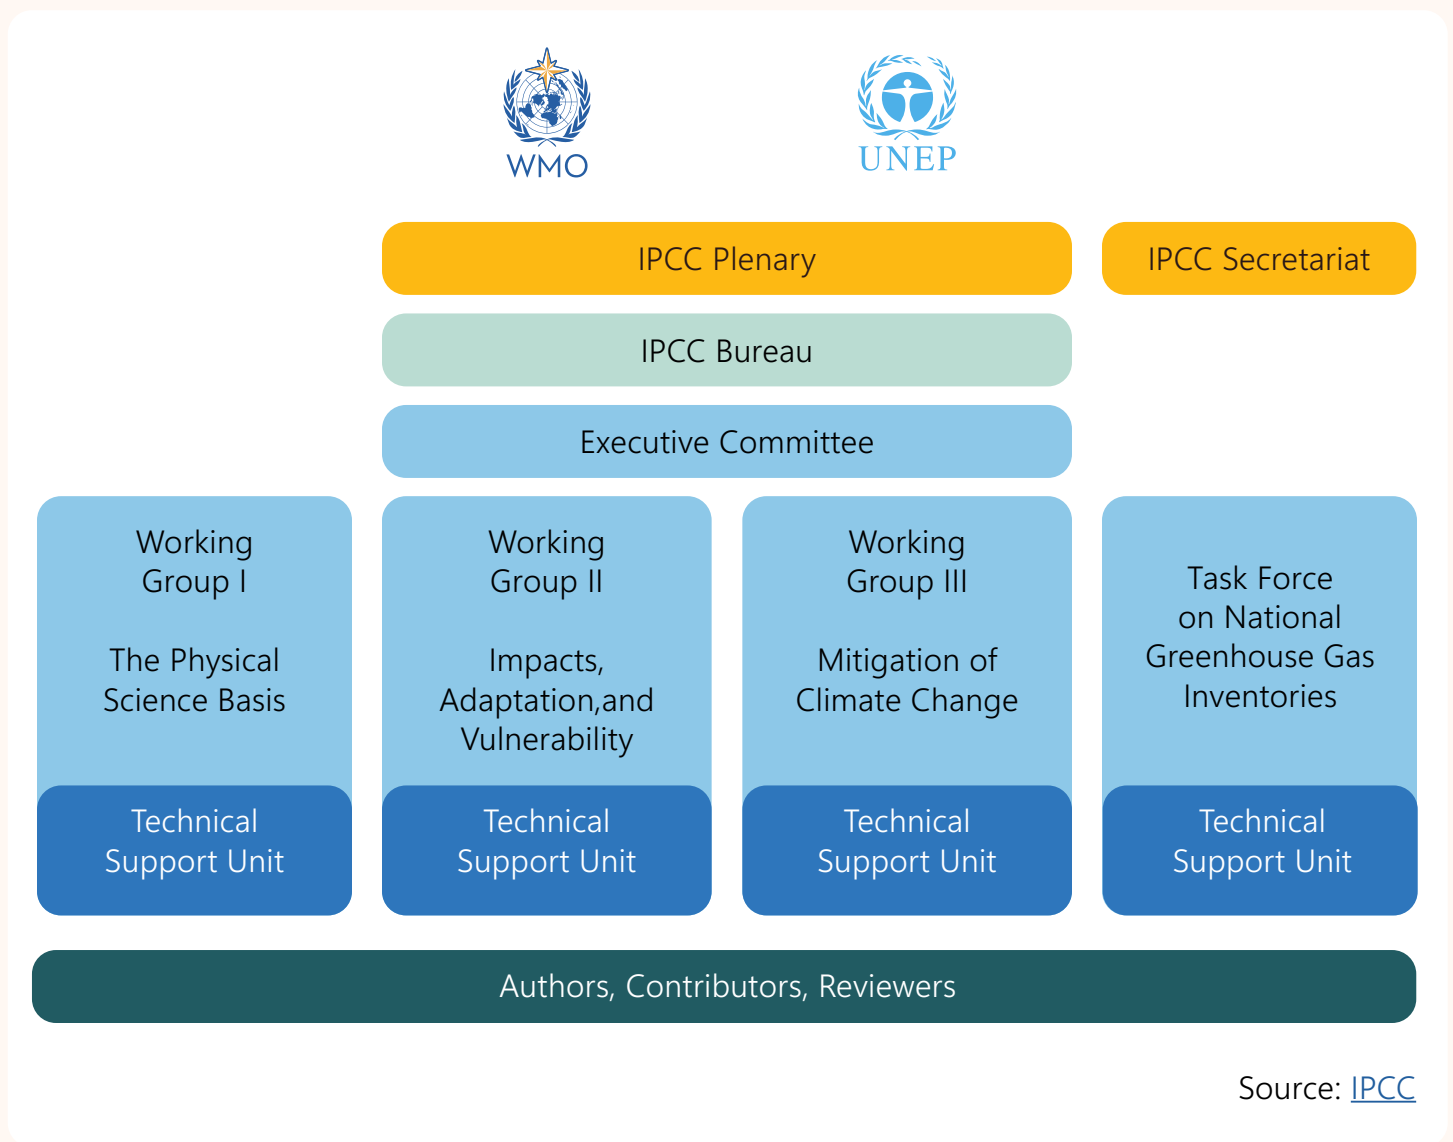 WMO
UNEP
IPCC Plenary
IPCC Secretariat
IPCC Bureau
Executive Committee
Working
Group I
The Physical
Science Basis
Technical
Support Unit
Working
Group II
Impacts,
Adaptation,and
Vulnerability
Technical
Support Unit
Working
Group III
Mitigation of
Climate Change
Technical
Support Unit
Task Force
on National
Greenhouse Gas
Inventories
Technical
Support Unit
Authors, Contributors, Reviewers
Source: IPCC